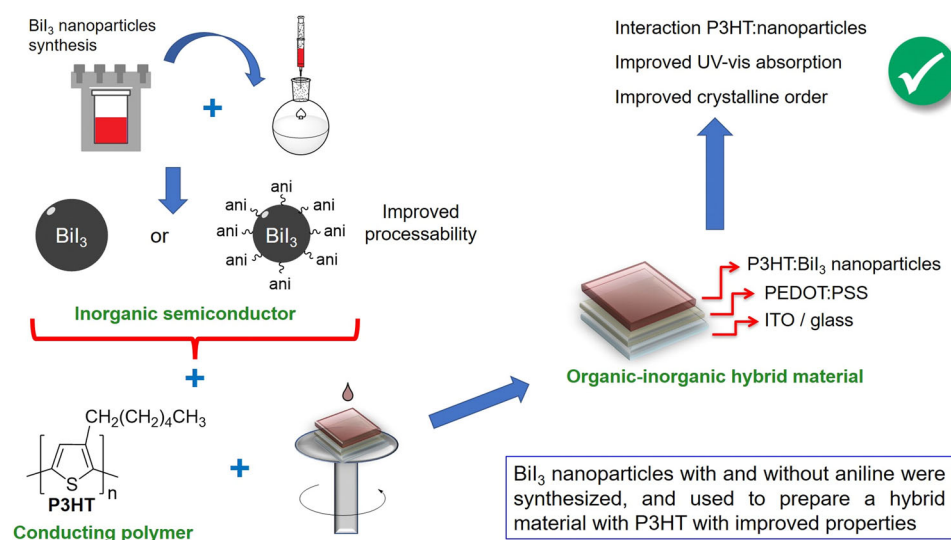 BiI₃ nanoparticles
synthesis
+
ani
ani ani
ani ani
ani ani
ani
BiI₃
or
BiI₃
Improved
processability
Inorganic semiconductor
+
CH₂(CH₂)₄CH₃
S
n
P3HT
Conducting polymer
+
Interaction P3HT:nanoparticles
Improved UV-vis absorption
Improved crystalline order
P3HT:BiI₃ nanoparticles
PEDOT:PSS
ITO / glass
Organic-inorganic hybrid material
BiI₃ nanoparticles with and without aniline were
synthesized, and used to prepare a hybrid
material with P3HT with improved properties